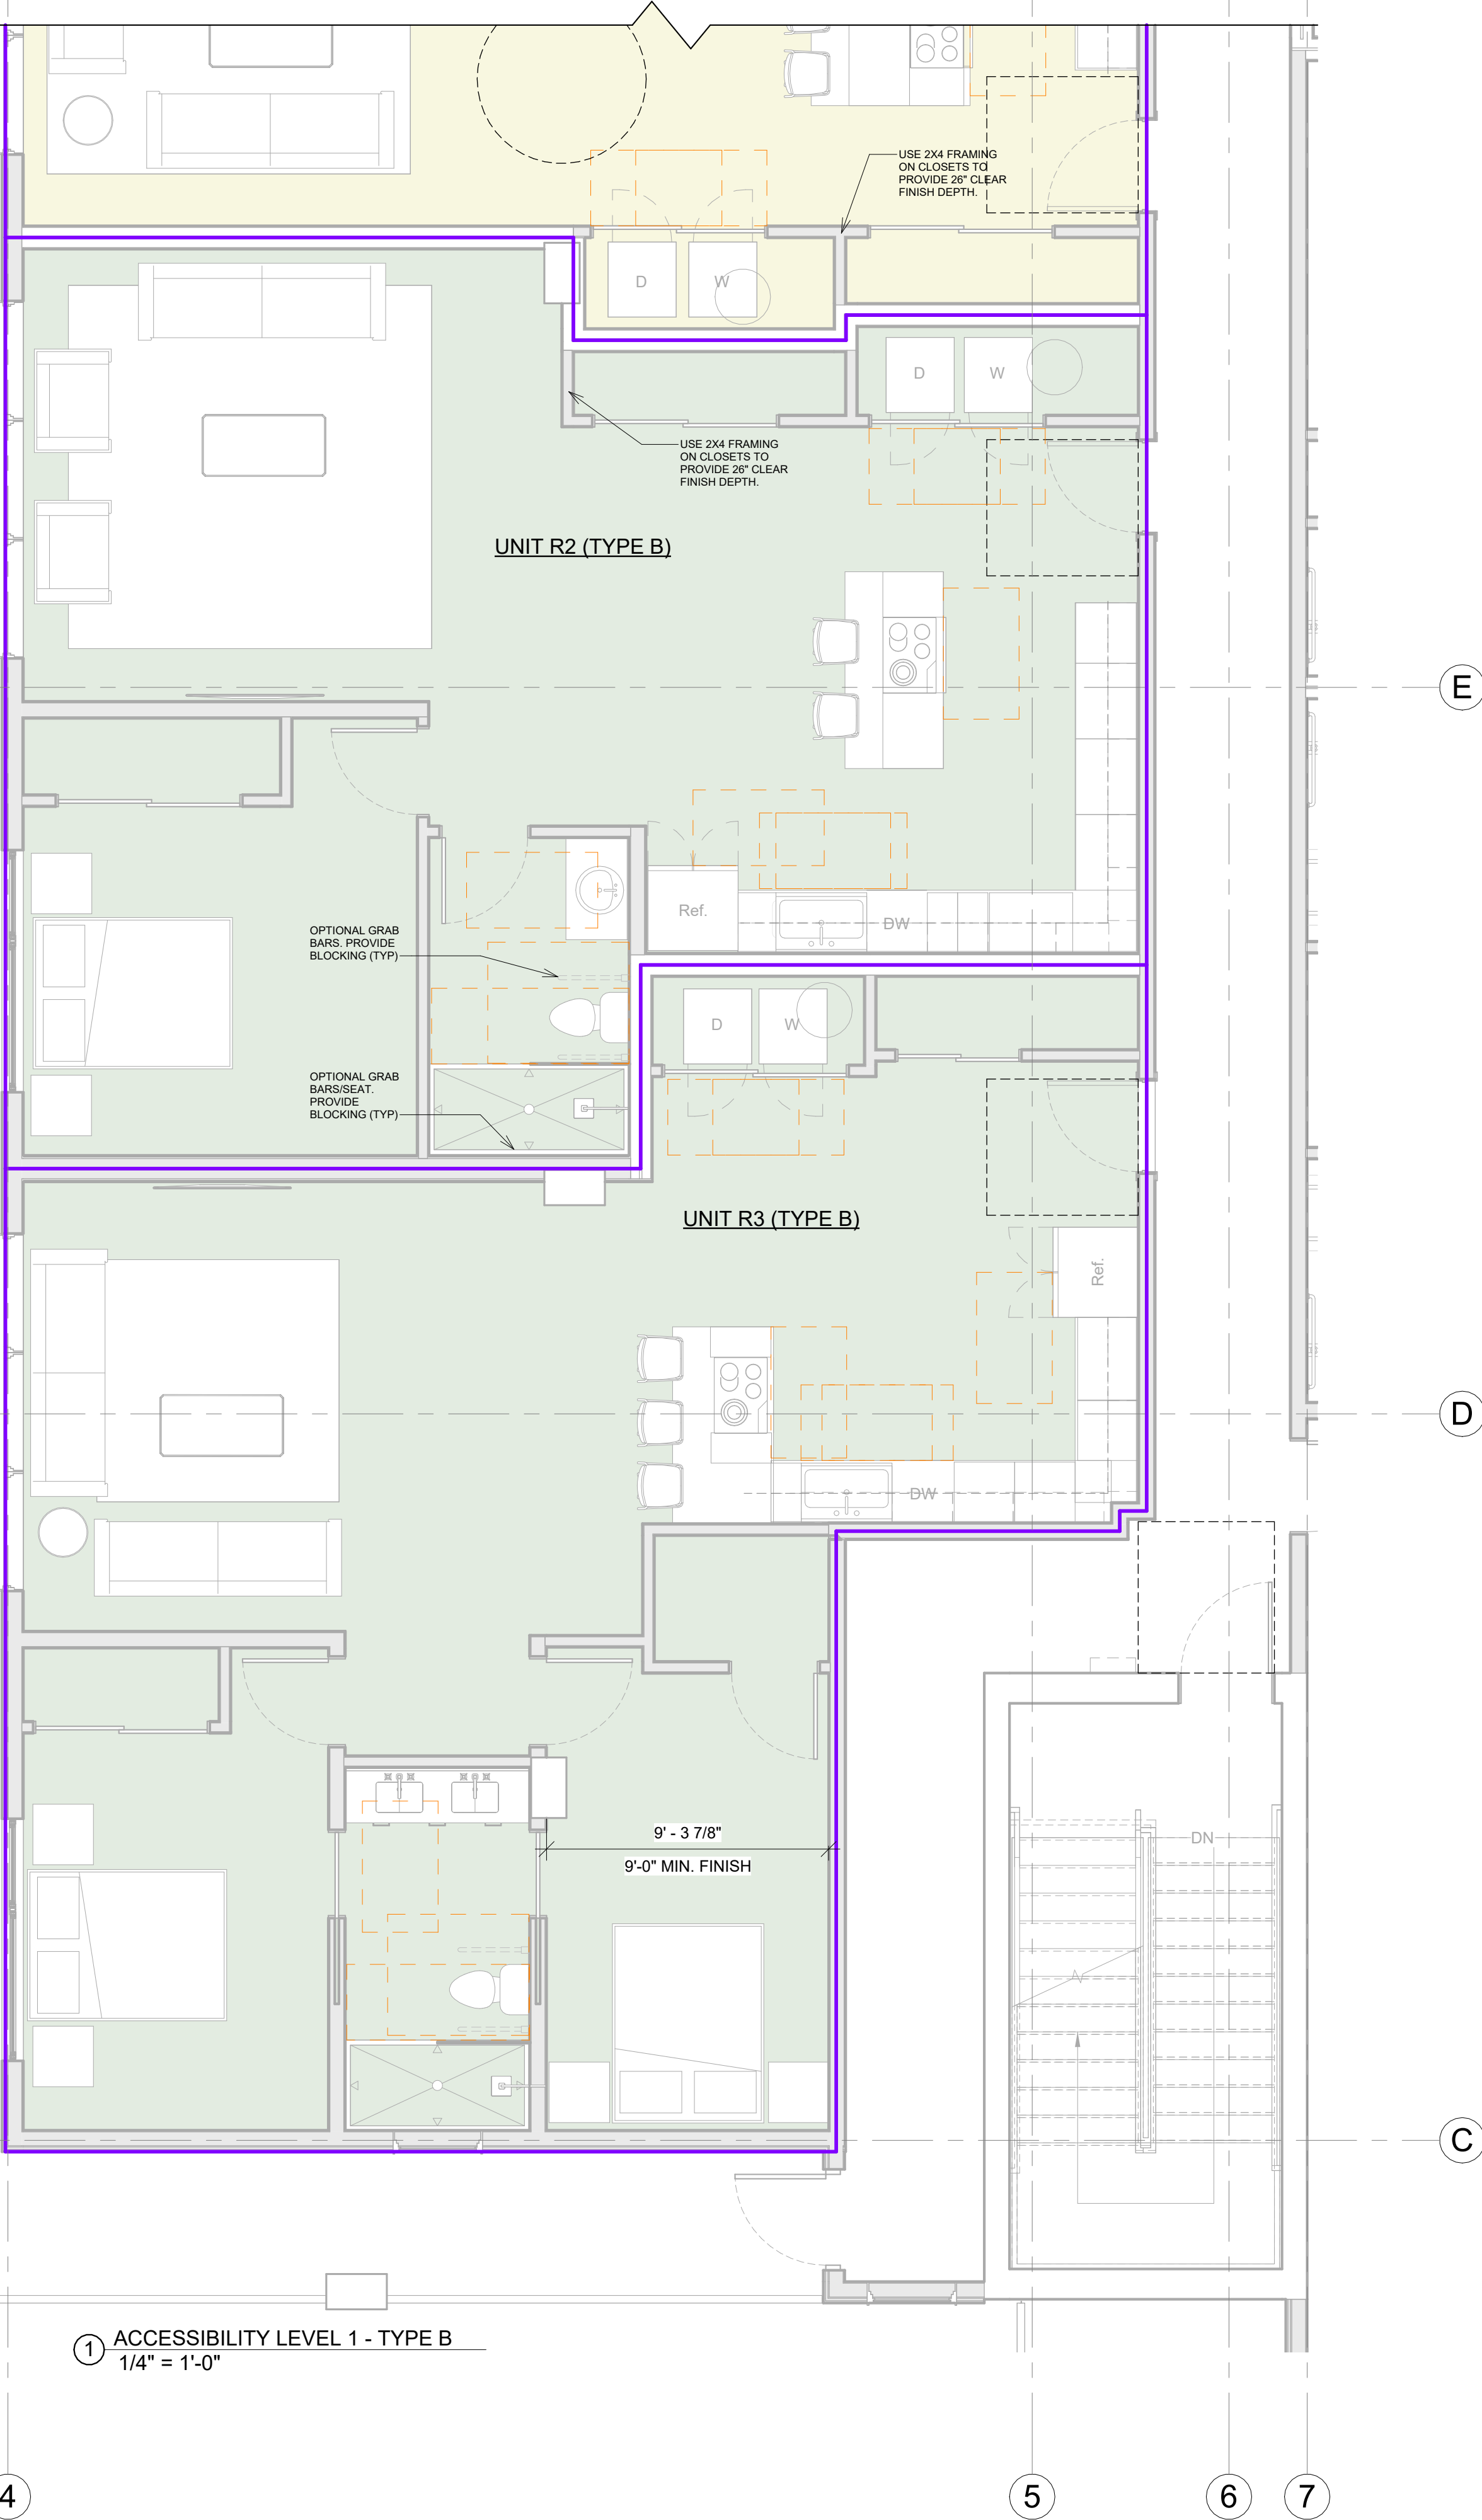 USE 2X4 FRAMING
ON CLOSETS TO
PROVIDE 26" CLEAR
FINISH DEPTH.
D
W
D
W
USE 2X4 FRAMING
ON CLOSETS TO
PROVIDE 26" CLEAR
FINISH DEPTH.
UNIT R2 (TYPE B)
E
Ref.
DW
OPTIONAL GRAB
BARS. PROVIDE
BLOCKING (TYP)
D
W
OPTIONAL GRAB
BARS/SEAT.
PROVIDE
BLOCKING (TYP)
UNIT R3 (TYPE B)
Ref.
D
DW
9' - 3 7/8"
9'-0" MIN. FINISH
DN
C
1
ACCESSIBILITY LEVEL 1 - TYPE B
1/4" = 1'-0"
4
5
6
7